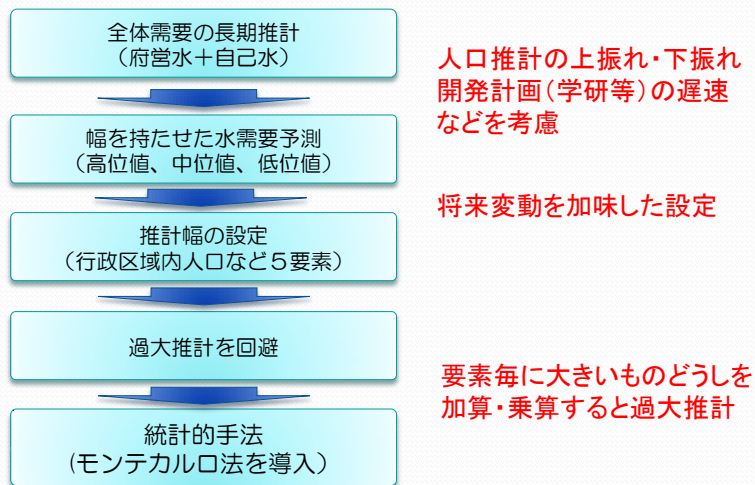 全体需要の長期推計
（府営水＋自己水）
人口推計の上振れ・下振れ
開発計画（学研等）の遅速
などを考慮
幅を持たせた水需要予測
（高位値、中位値、低位値）
将来変動を加味した設定
推計幅の設定
（行政区域内人口など５要素）
過大推計を回避
要素毎に大きいものどうしを
加算・乗算すると過大推計
統計的手法
(モンテカルロ法を導入）